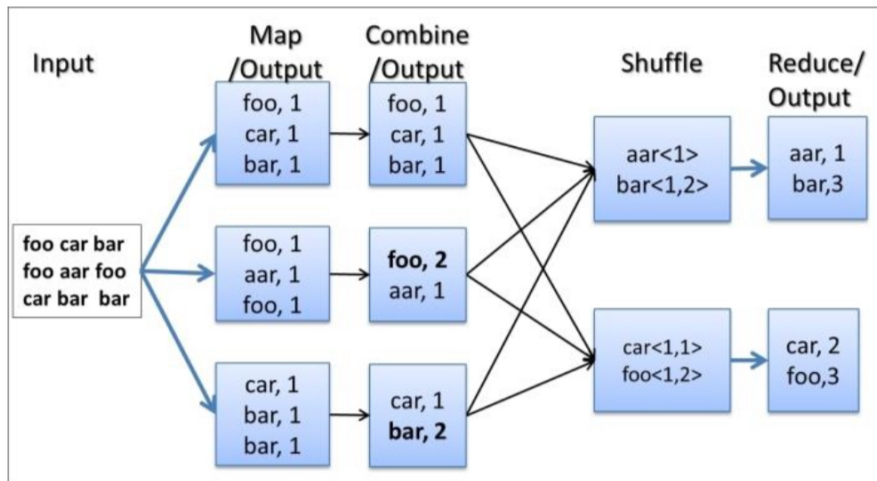 Input
Map
/Output
Combine
/Output
Shuffle
Reduce/
Output
foo car bar
foo aar foo
car bar  bar
foo, 1
car, 1
bar, 1
foo, 1
aar, 1
foo, 1
car, 1
bar, 1
bar, 1
foo, 1
car, 1
bar, 1
foo, 2
aar, 1
car, 1
bar, 2
aar<1>
bar<1,2>
car<1,1>
foo<1,2>
aar, 1
bar,3
car, 2
foo,3